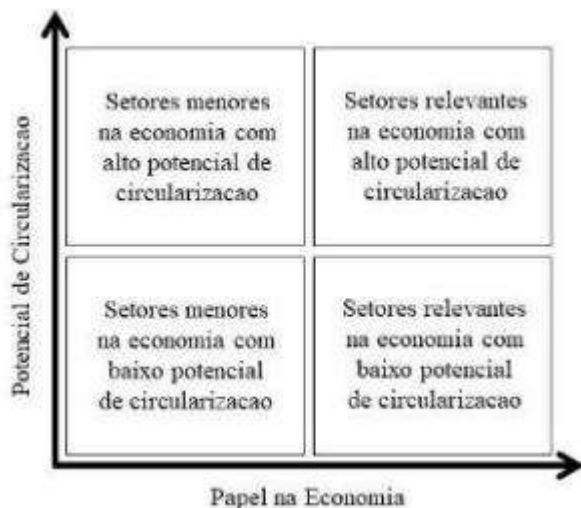 Potencial de Circularizacao
Setores menores
na economia com
alto potencial de
circularizacao
Setores relevantes
na economia com
alto potencial de
circularizacao
Setores menores
na economia com
baixo potencial
de circularizacao
Setores relevantes
na economia com
baixo potencial
de circularizacao
Papel na Economia